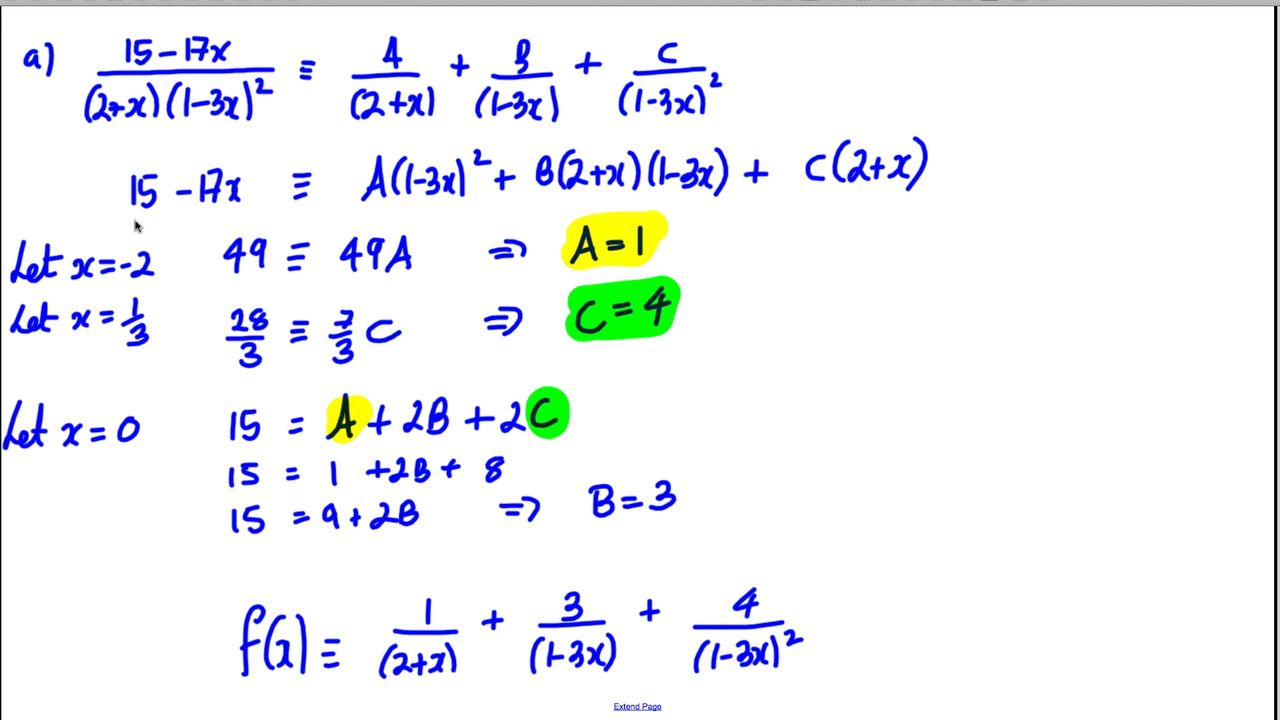 a) (15-17x)/((2+x)(1-3x)²) ≡ A/(2+x) + B/(1-3x) + C/(1-3x)²
15 -17x ≡ A(1-3x)² + B(2+x)(1-3x) + C(2+x)
Let x=-2 49 ≡ 49A ⇒ A=1
Let x=1/3 28/3 ≡ 7/3 C ⇒ C=4
Let x=0 15 = A + 2B + 2C
15 = 1 +2B + 8
15 = 9+2B ⇒ B=3
f(x) ≡ 1/(2+x) + 3/(1-3x) + 4/(1-3x)²
Extend Page